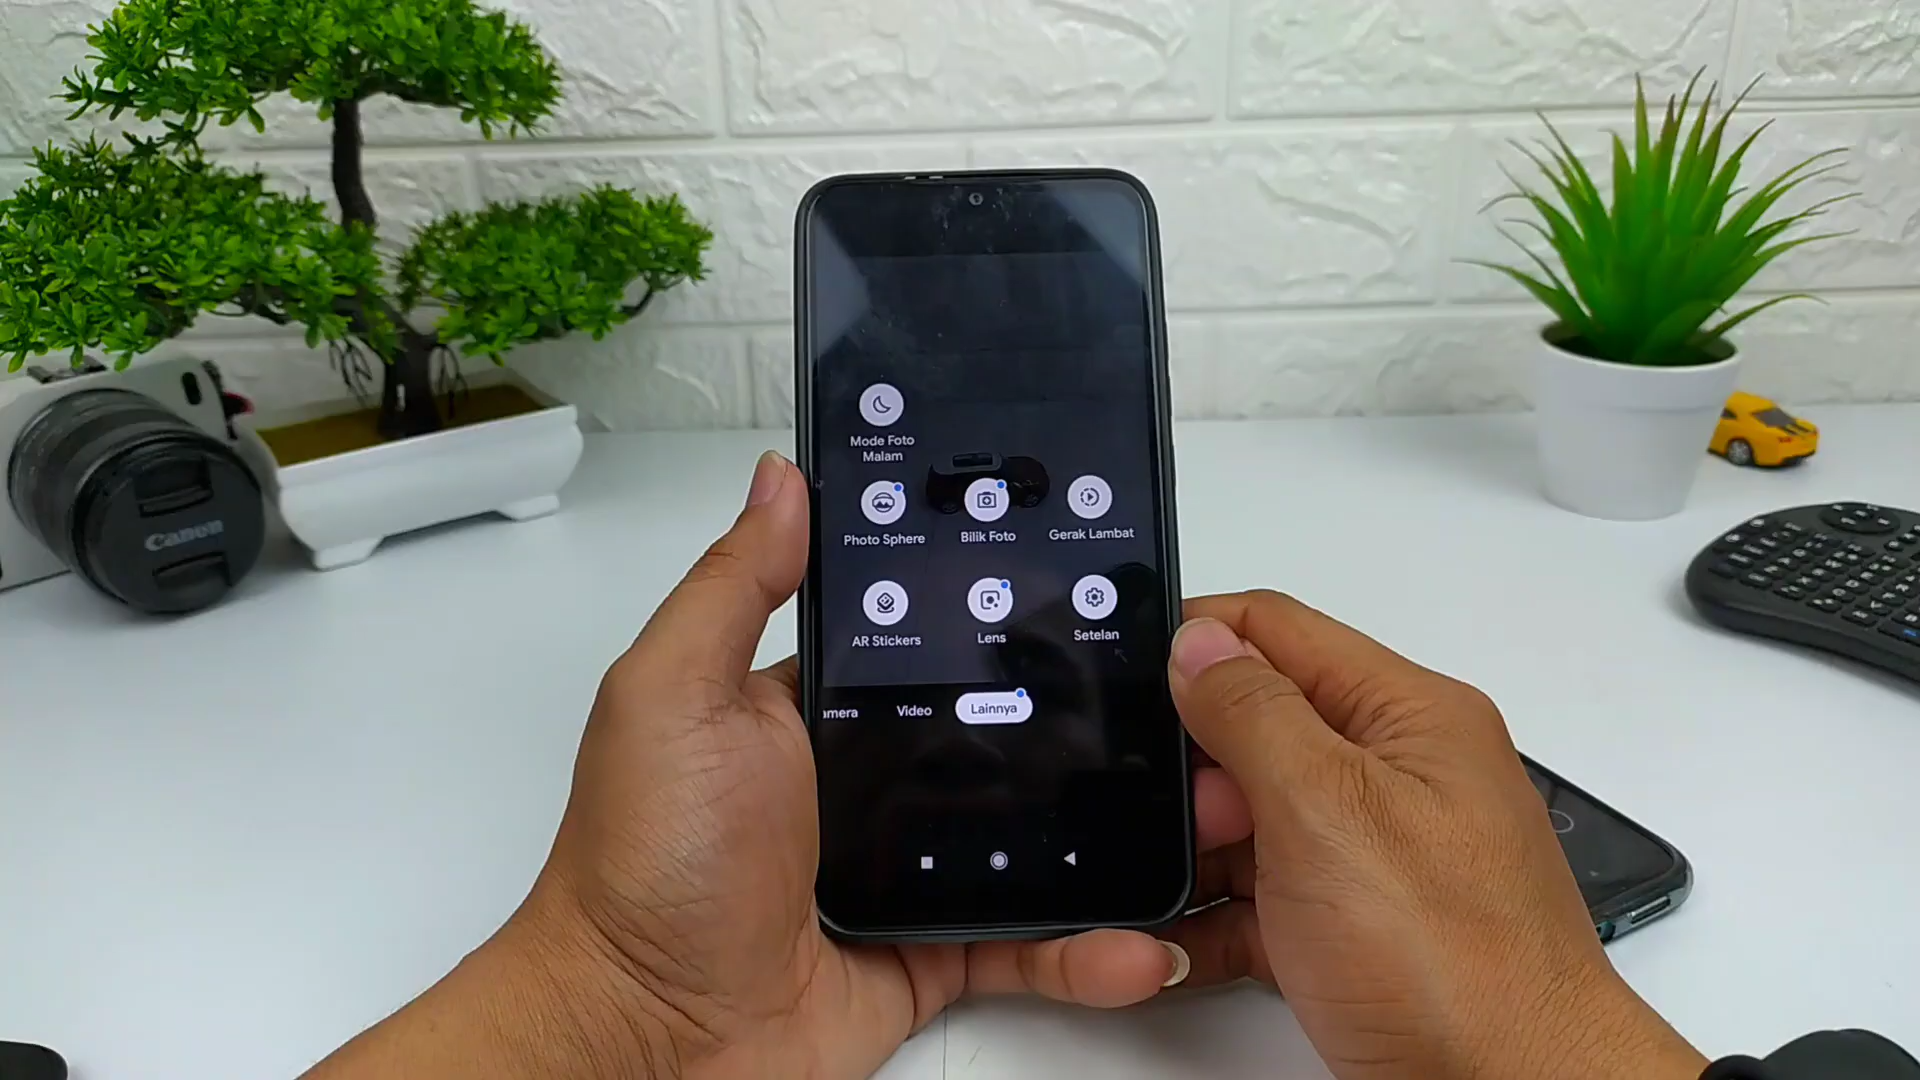 Canon
Mode Foto
Malam
Photo Sphere
Bilik Foto
Gerak Lambat
AR Stickers
Lens
Setelan
amera
Video
Lainnya